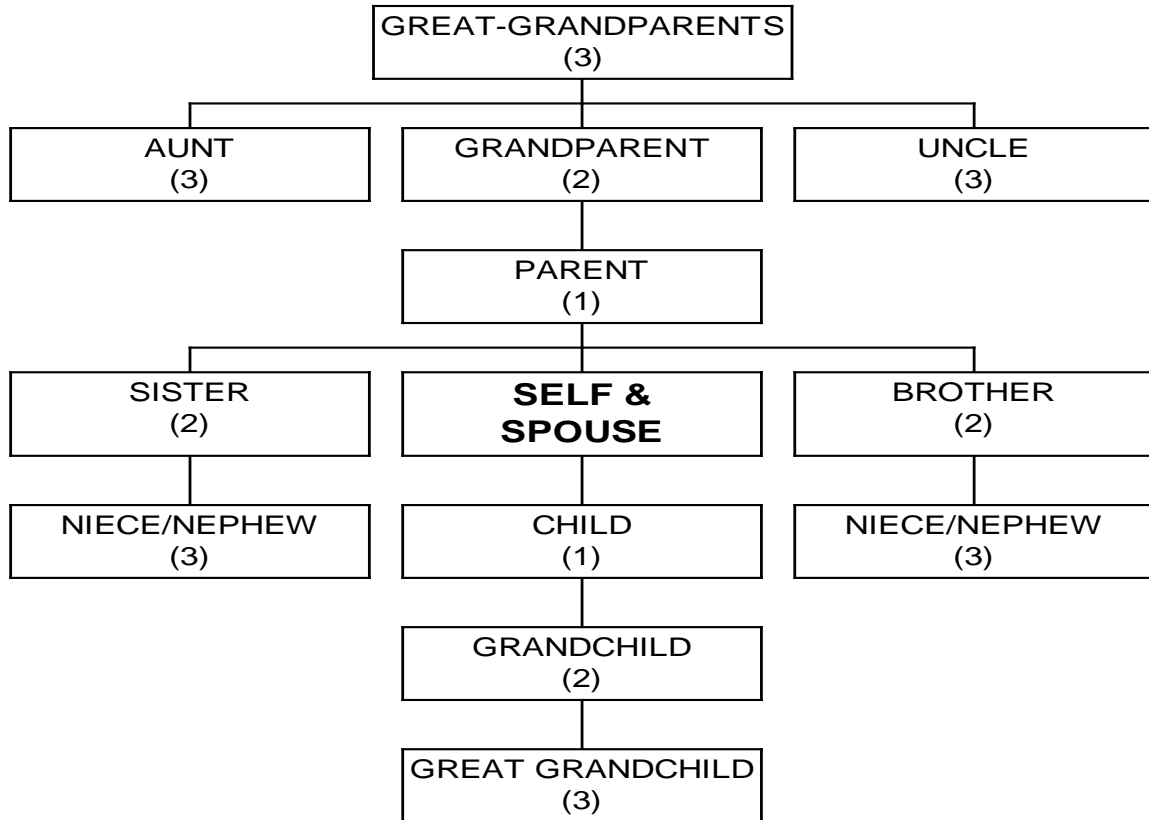 GREAT-GRANDPARENTS
(3)
AUNT
(3)
GRANDPARENT
(2)
UNCLE
(3)
PARENT
(1)
SISTER
(2)
SELF &
SPOUSE
BROTHER
(2)
NIECE/NEPHEW
(3)
CHILD
(1)
NIECE/NEPHEW
(3)
GRANDCHILD
(2)
GREAT GRANDCHILD
(3)